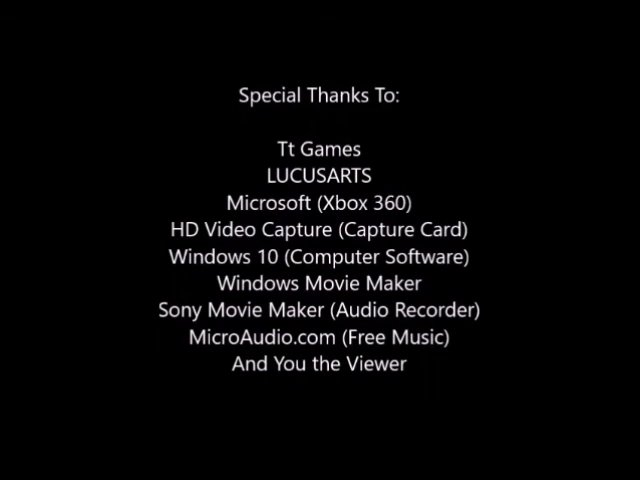 Special Thanks To:
Tt Games
LUCUSARTS
Microsoft (Xbox 360)
HD Video Capture (Capture Card)
Windows 10 (Computer Software)
Windows Movie Maker
Sony Movie Maker (Audio Recorder)
MicroAudio.com (Free Music)
And You the Viewer